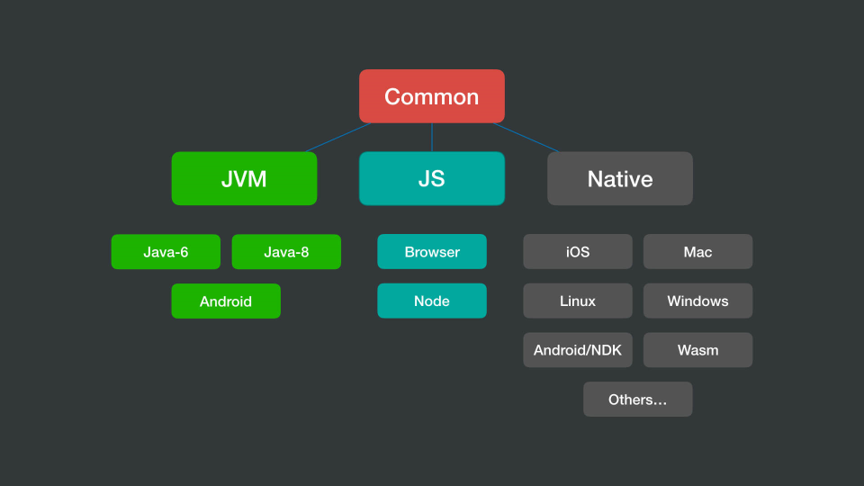 Common
JVM
JS
Native
Java-6
Java-8
Browser
iOS
Mac
Android
Node
Linux
Windows
Android/NDK
Wasm
Others...